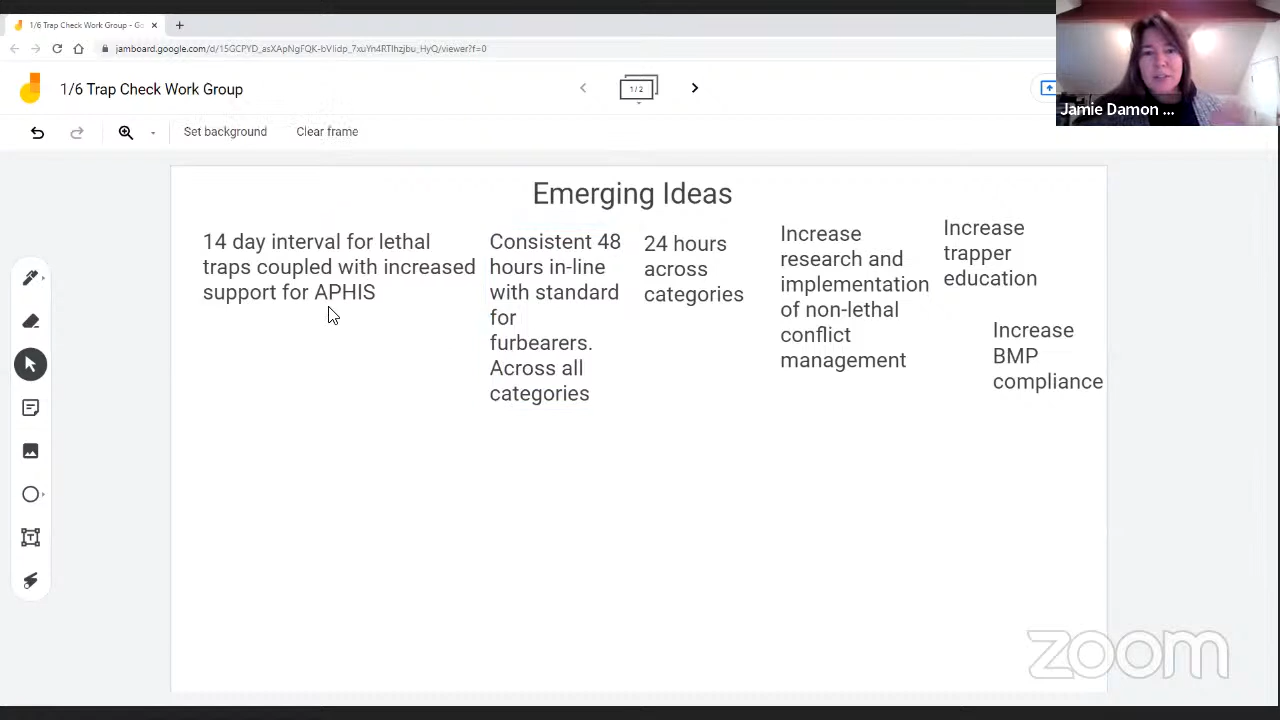 1/6 Trap Check Work Group - Go
jamboard.google.com/d/15GCPYD_asXApNgFQK-bVlidp_7xuYn4RTIhzjbu_HyQ/viewer?f=0
1/6 Trap Check Work Group
1 / 2
Jamie Damon ...
Set background
Clear frame
Emerging Ideas
14 day interval for lethal
traps coupled with increased
support for APHIS
Consistent 48
hours in-line
with standard
for
furbearers.
Across all
categories
24 hours
across
categories
Increase
research and
implementation
of non-lethal
conflict
management
Increase
trapper
education
Increase
BMP
compliance
zoom